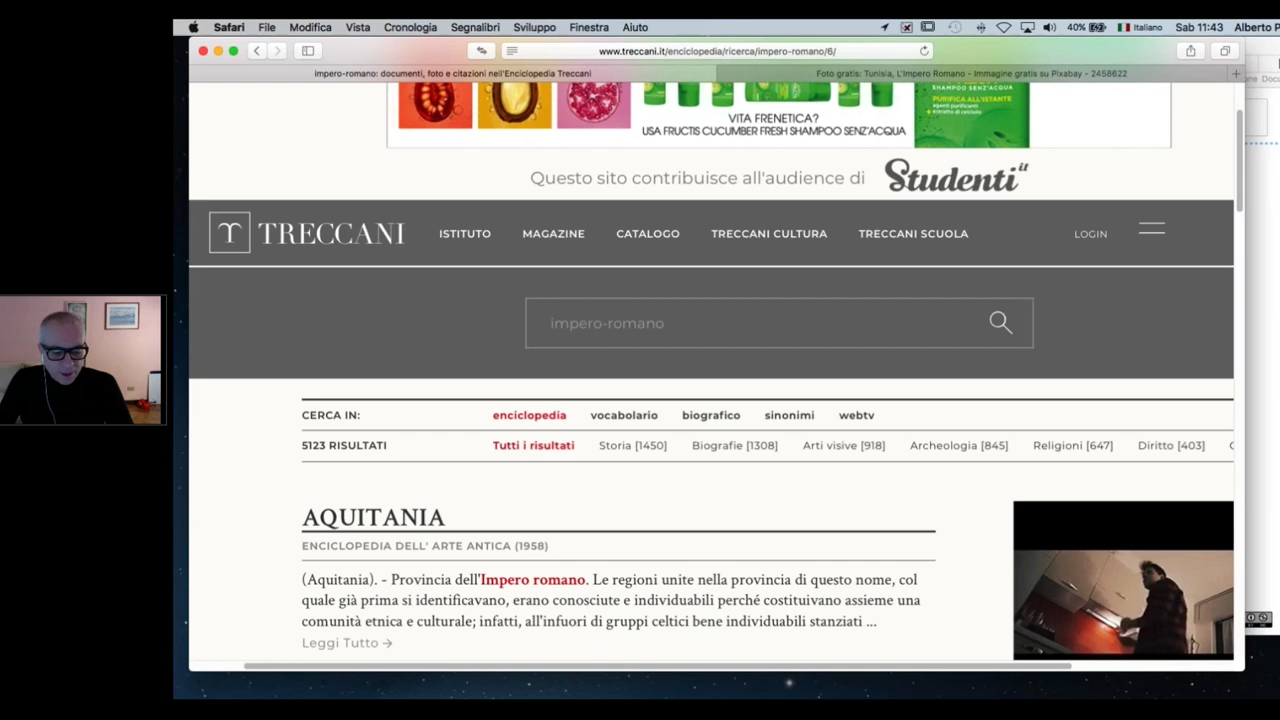 Safari File Modifica Vista Cronologia Segnalibri Sviluppo Finestra Aiuto 40% Italiano Sab 11:43 Alberto P
www.treccani.it/enciclopedia/ricerca/impero-romano/6/
impero-romano: documenti, foto e citazioni nell'Enciclopedia Treccani
Foto gratis: Tunisia, L'Impero Romano - Immagine gratis su Pixabay - 2458622
SHAMPOO SENZ'ACQUA
PURIFICA ALL'ISTANTE
VITA FRENETICA?
USA FRUCTIS CUCUMBER FRESH SHAMPOO SENZ'ACQUA
Questo sito contribuisce all'audience di Studenti.it
TRECCANI ISTITUTO MAGAZINE CATALOGO TRECCANI CULTURA TRECCANI SCUOLA LOGIN
impero-romano
CERCA IN: enciclopedia vocabolario biografico sinonimi webtv
5123 RISULTATI Tutti i risultati Storia [1450] Biografie [1308] Arti visive [918] Archeologia [845] Religioni [647] Diritto [403]
AQUITANIA
ENCICLOPEDIA DELL' ARTE ANTICA (1958)
(Aquitania). - Provincia dell'Impero romano. Le regioni unite nella provincia di questo nome, col
quale già prima si identificavano, erano conosciute e individuabili perché costituivano assieme una
comunità etnica e culturale; infatti, all'infuori di gruppi celtici bene individuabili stanziati ...
Leggi Tutto →